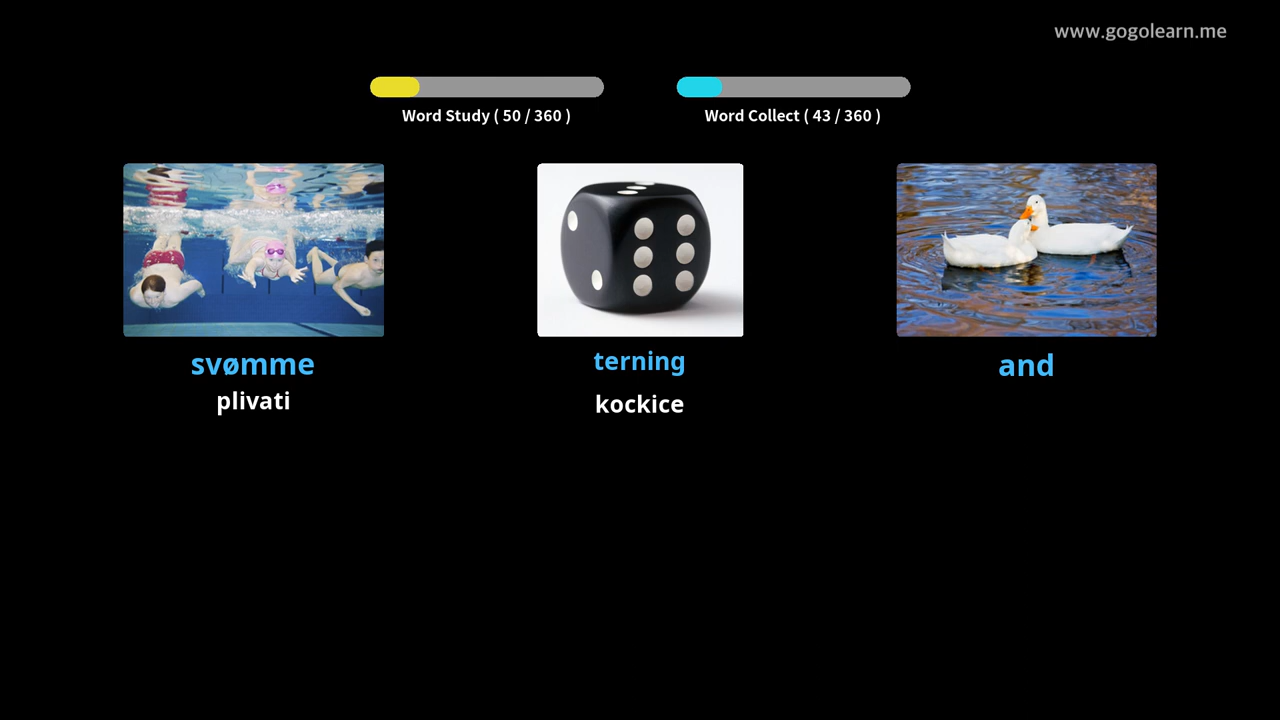 www.gogolearn.me
Word Study ( 50 / 360 )
Word Collect ( 43 / 360 )
svømme
terning
and
plivati
kockice